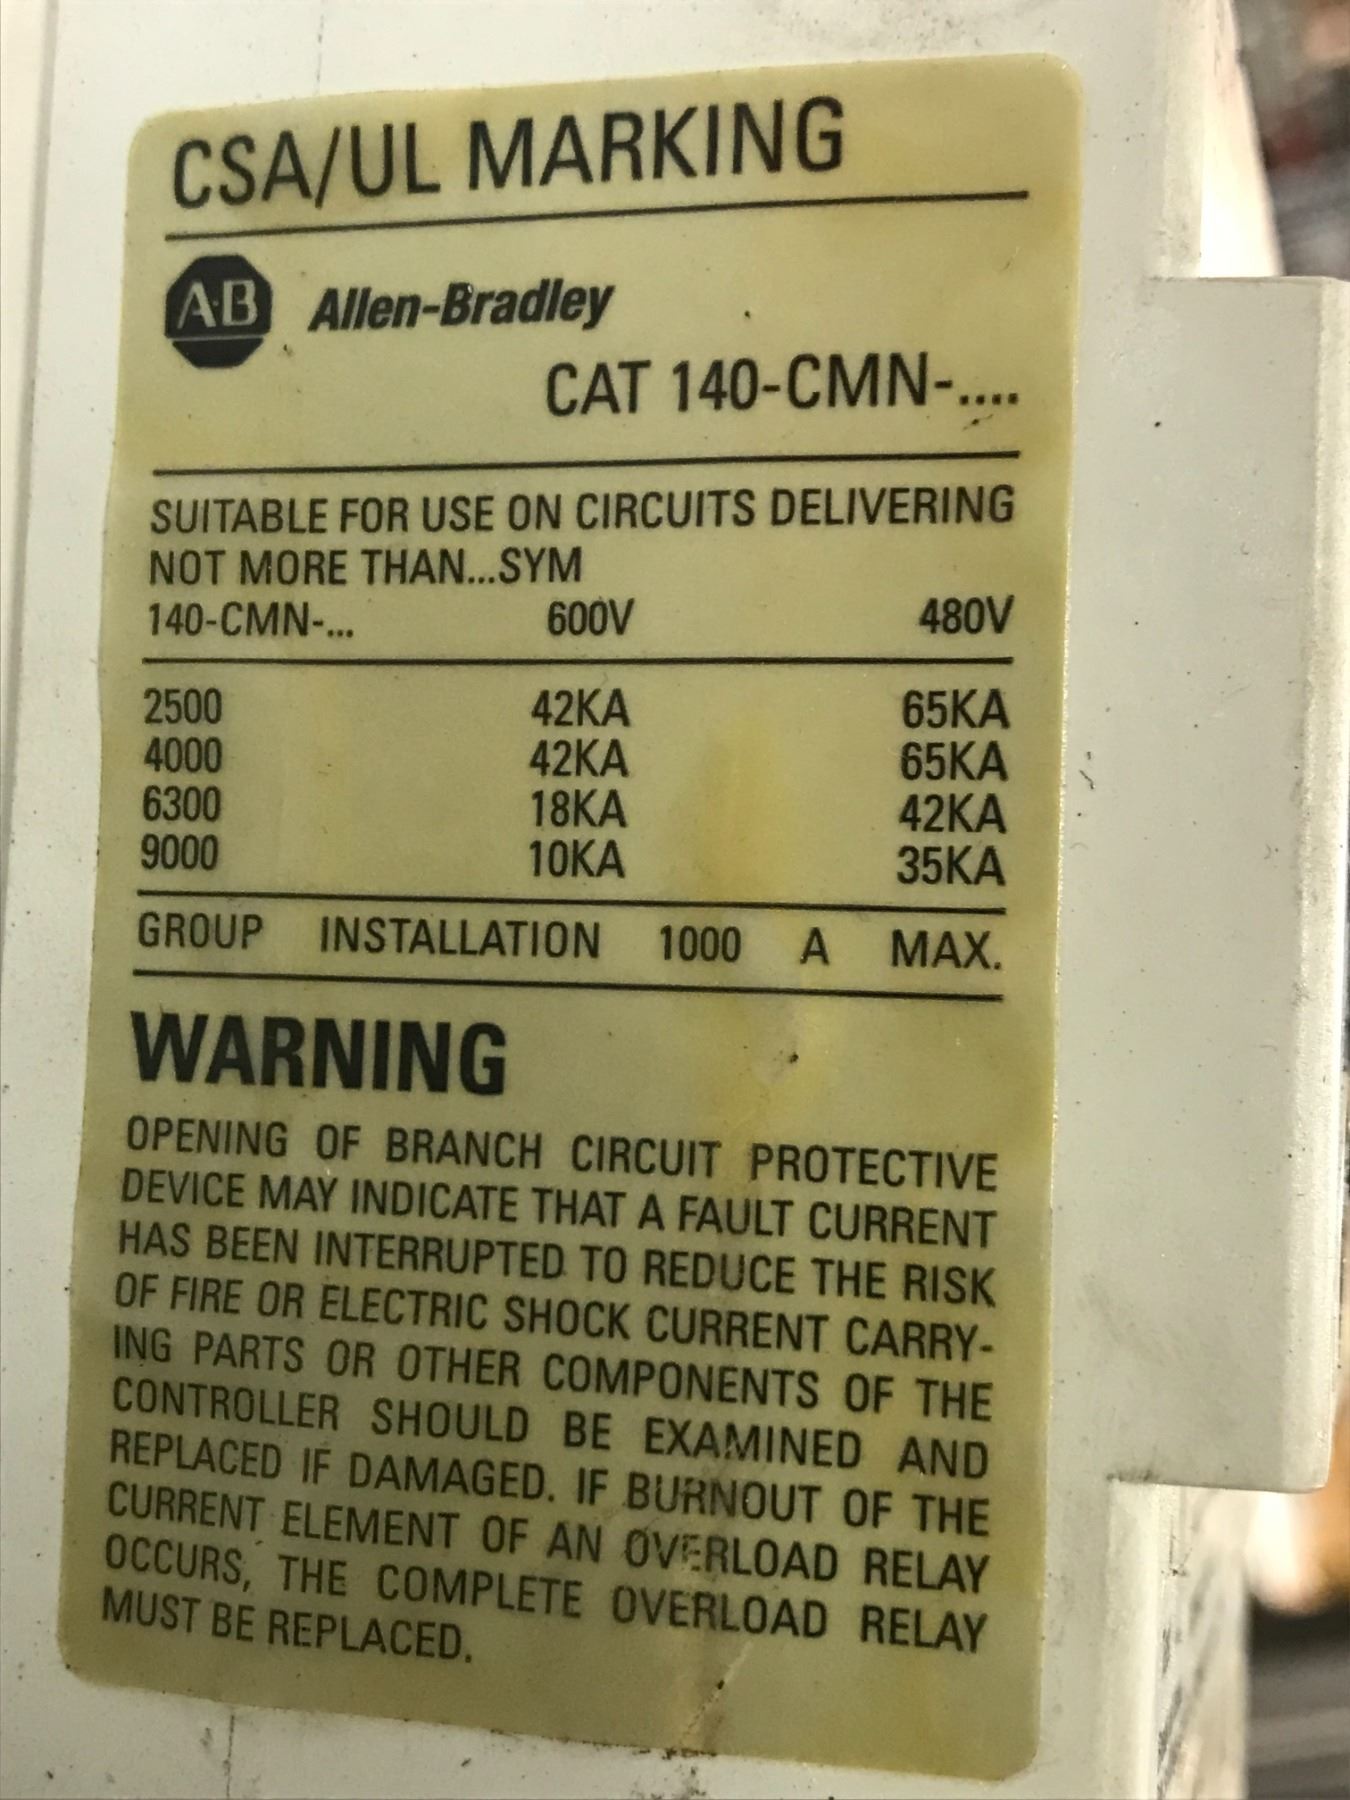 CSA/UL MARKING
AB Allen-Bradley
CAT 140-CMN-....
SUITABLE FOR USE ON CIRCUITS DELIVERING
NOT MORE THAN...SYM
140-CMN-... 600V 480V
2500 42KA 65KA
4000 42KA 65KA
6300 18KA 42KA
9000 10KA 35KA
GROUP INSTALLATION 1000 A MAX.
WARNING
OPENING OF BRANCH CIRCUIT PROTECTIVE
DEVICE MAY INDICATE THAT A FAULT CURRENT
HAS BEEN INTERRUPTED TO REDUCE THE RISK
OF FIRE OR ELECTRIC SHOCK CURRENT CARRY-
ING PARTS OR OTHER COMPONENTS OF THE
CONTROLLER SHOULD BE EXAMINED AND
REPLACED IF DAMAGED. IF BURNOUT OF THE
CURRENT ELEMENT OF AN OVERLOAD RELAY
OCCURS, THE COMPLETE OVERLOAD RELAY
MUST BE REPLACED.